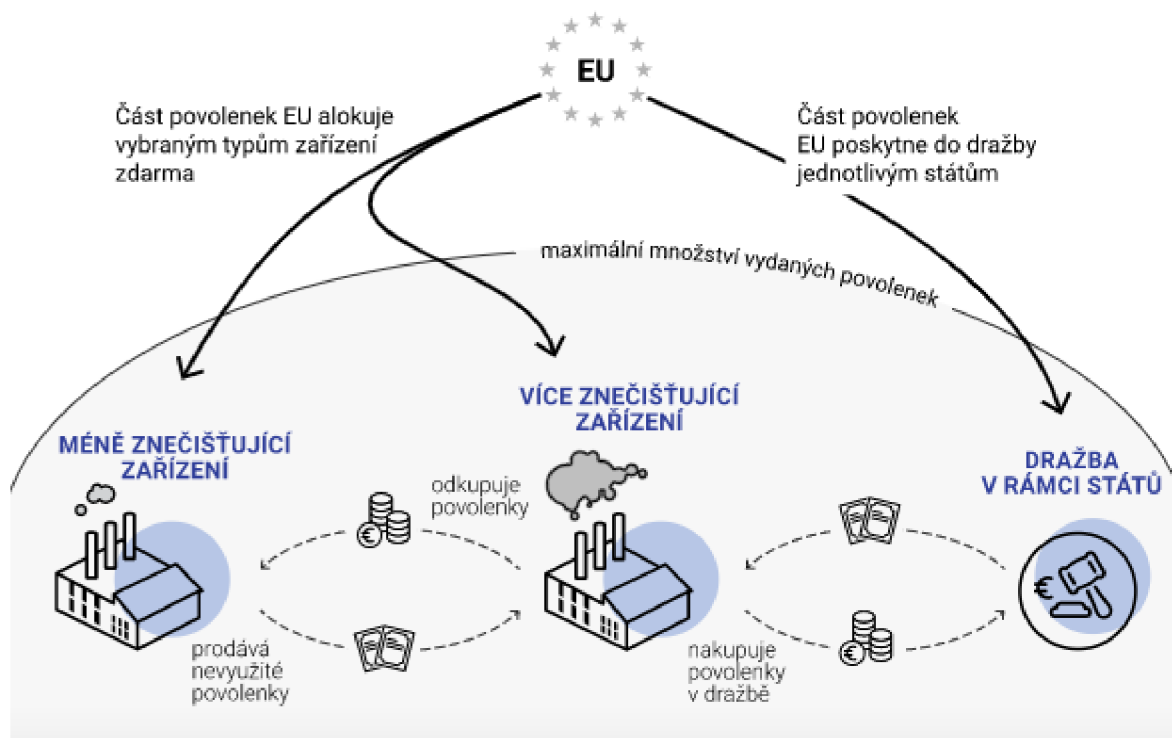 EU
Část povolenek EU alokuje
vybraným typům zařízení
zdarma
Část povolenek
EU poskytne do dražby
jednotlivým státům
maximální množství vydaných povolenek
MÉNĚ ZNEČIŠŤUJÍCÍ
ZAŘÍZENÍ
VÍCE ZNEČIŠŤUJÍCÍ
ZAŘÍZENÍ
DRAŽBA
V RÁMCI STÁTŮ
odkupuje
povolenky
prodává
nevyužité
povolenky
nakupuje
povolenky
v dražbě
€
€
€